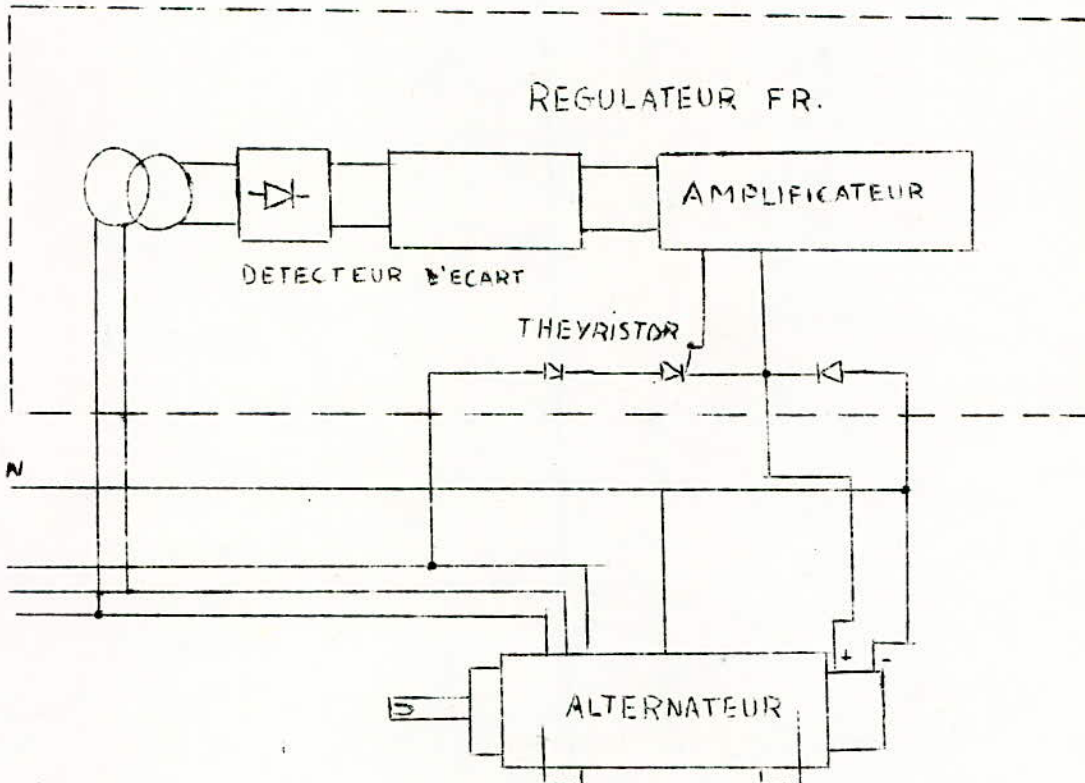 REGULATEUR FR.
AMPLIFICATEUR
DETECTEUR D'ECART
THEYRISTOR
N
+ -
ALTERNATEUR